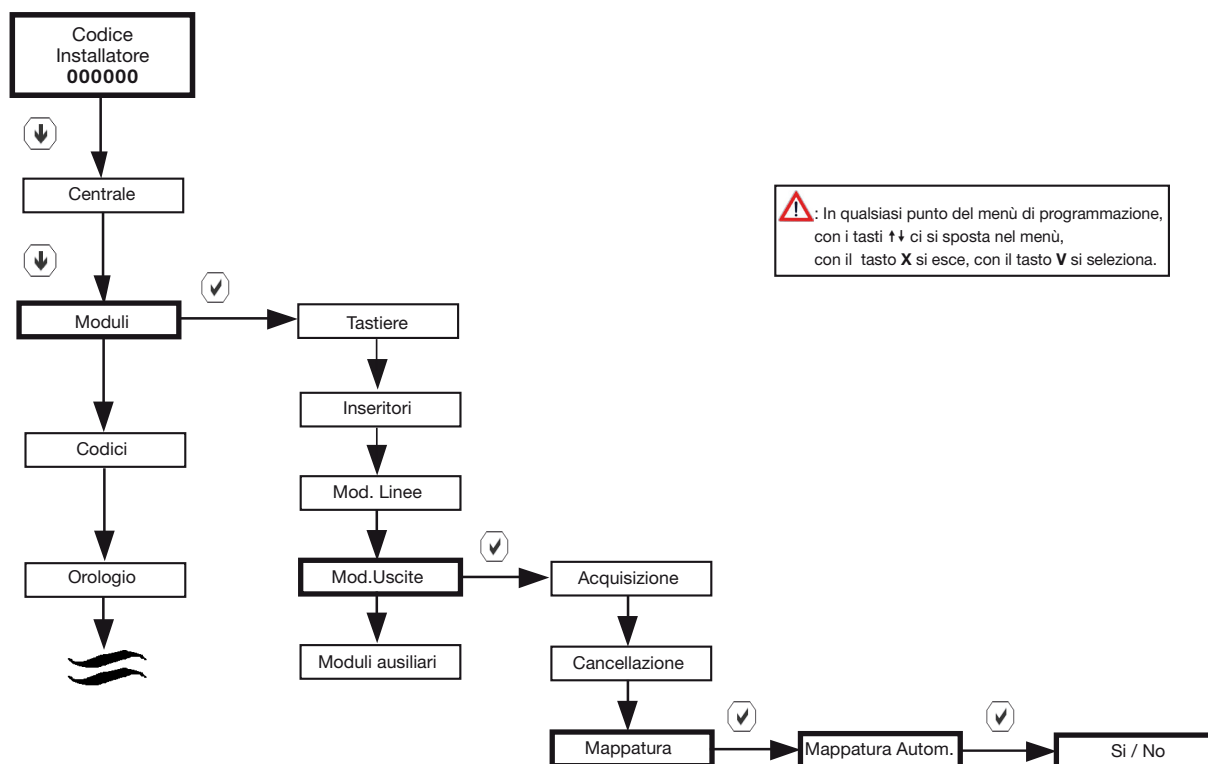 Codice
Installatore
000000
Centrale
: In qualsiasi punto del menù di programmazione,
con i tasti ↑↓ ci si sposta nel menù,
con il tasto X si esce, con il tasto V si seleziona.
Moduli
Tastiere
Inseritori
Codici
Mod. Linee
Orologio
Mod.Uscite
Acquisizione
Moduli ausiliari
Cancellazione
Mappatura
Mappatura Autom.
Si / No